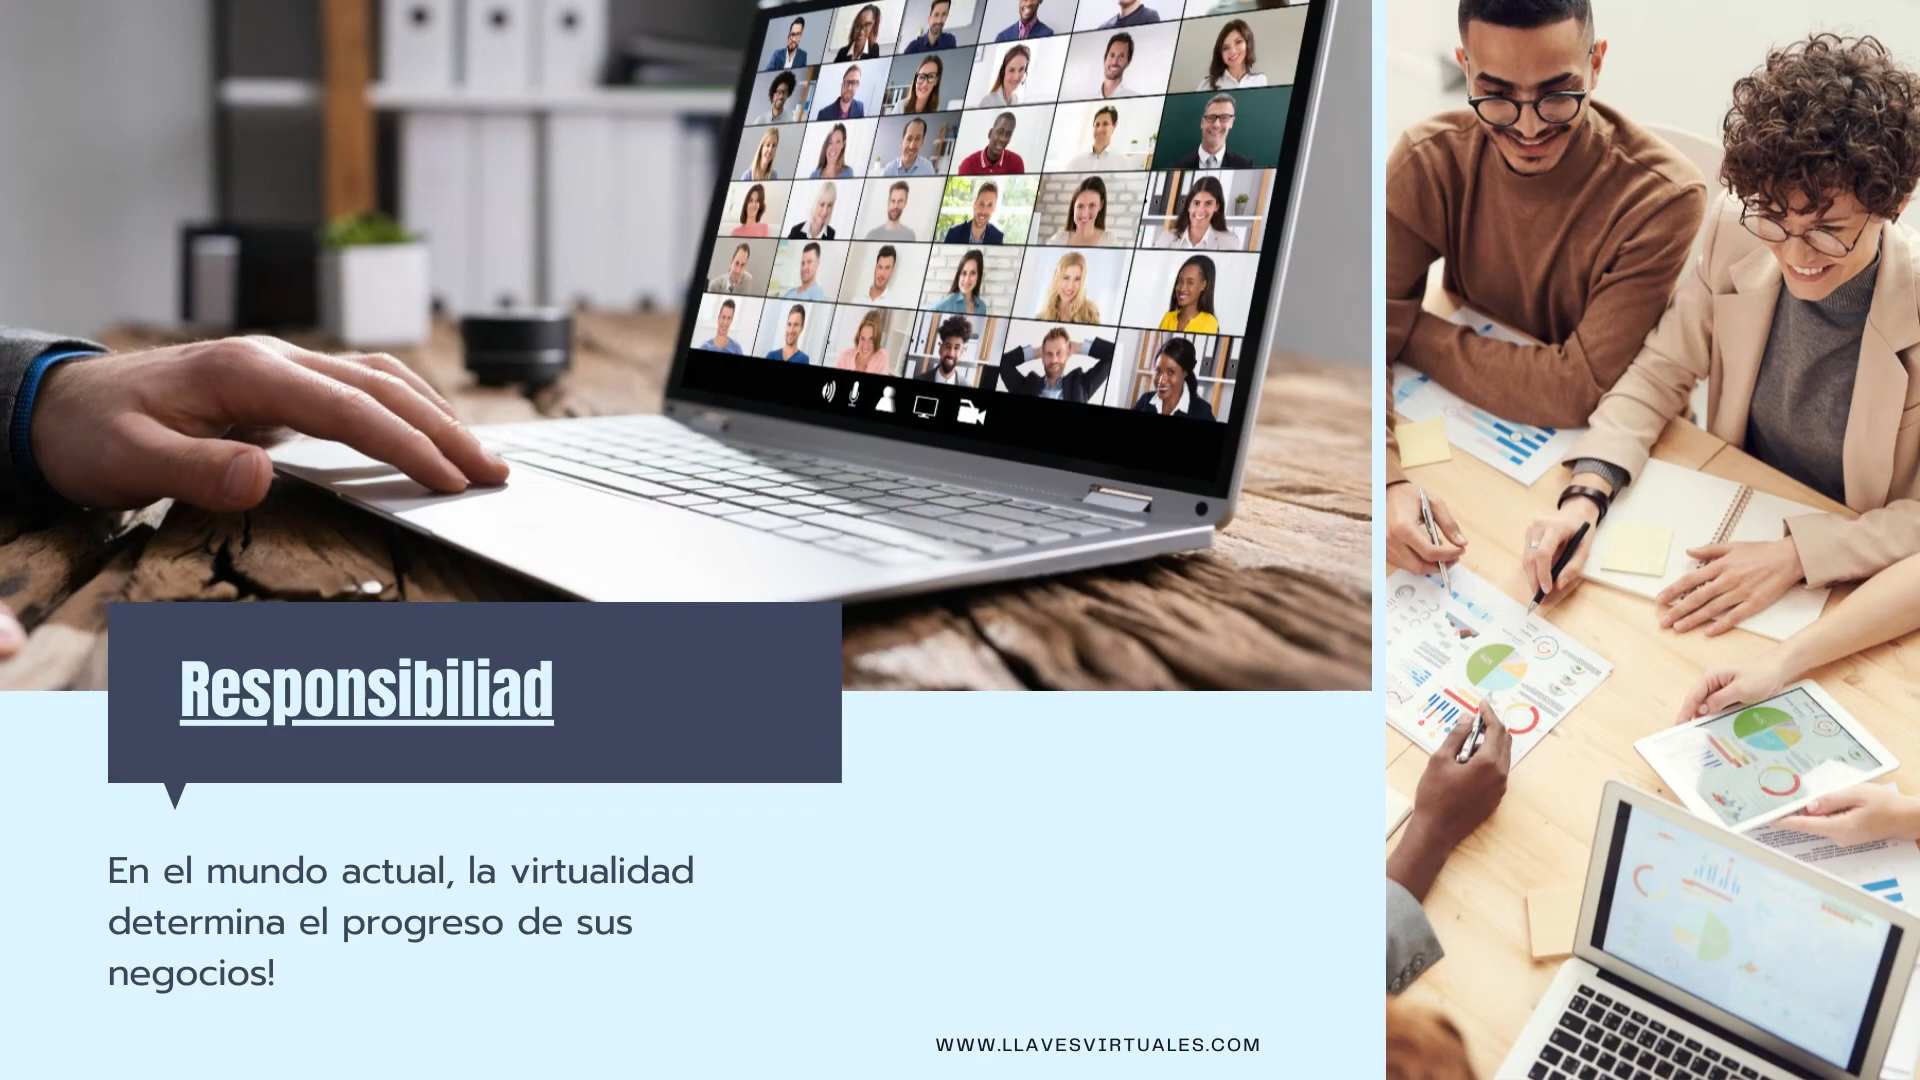 Responsibiliad
En el mundo actual, la virtualidad
determina el progreso de sus
negocios!
WWW.LLAVESVIRTUALES.COM